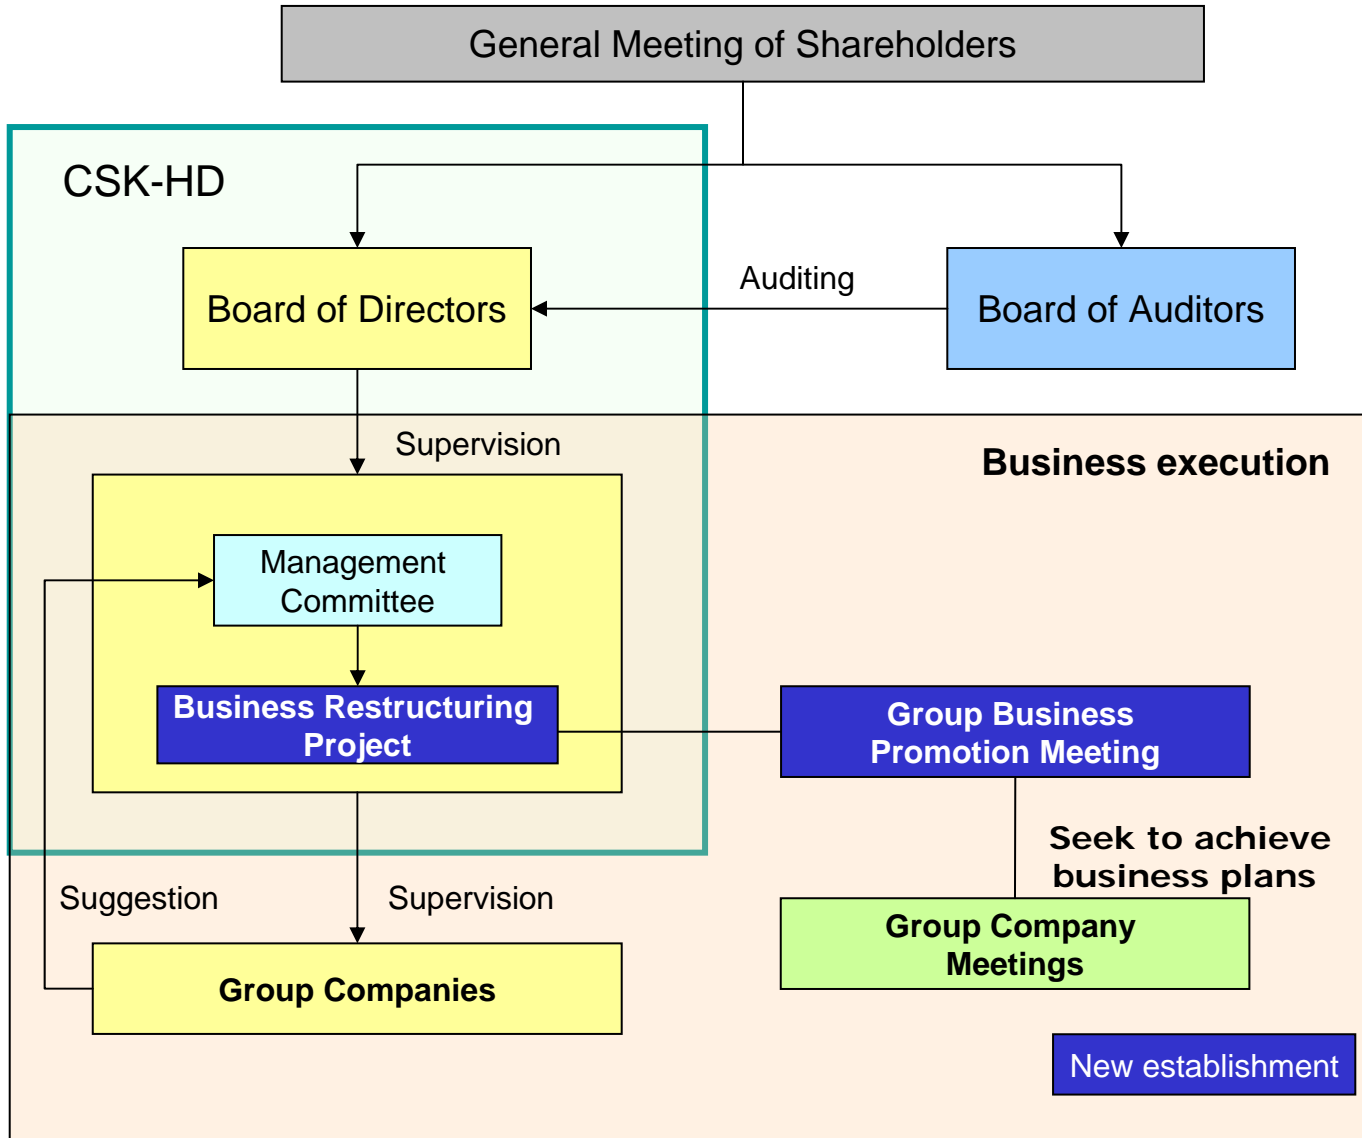 General Meeting of Shareholders
CSK-HD
Board of Directors
Auditing
Board of Auditors
Supervision
Business execution
Management
Committee
Business Restructuring
Project
Group Business
Promotion Meeting
Seek to achieve
business plans
Suggestion
Supervision
Group Companies
Group Company
Meetings
New establishment